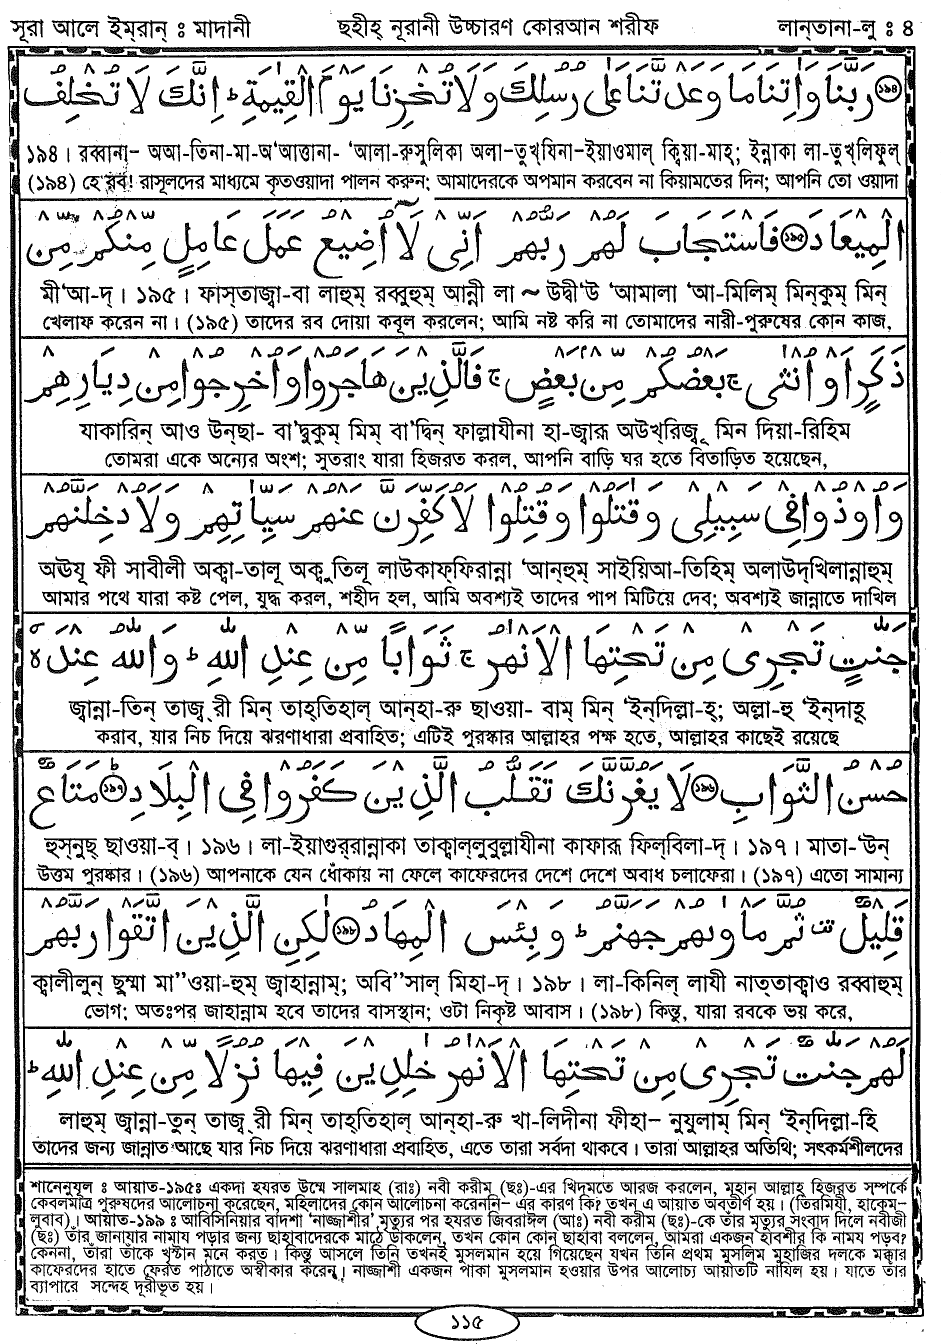 সূরা আলে ইম্‌রান্ ঃ মাদানী ছহীহ্ নূরানী উচ্চারণ কোরআন শরীফ লান্‌তানা-লু ঃ ৪
﴿১৯৪﴾ رَبَّنَا وَاٰتِنَا مَا وَعَدْتَّنَا عَلٰى رُسُلِكَ وَلَا تُخْزِنَا يَوْمَ الْقِيٰمَةِ ؕ اِنَّكَ لَا تُخْلِفُ
১৯৪। রব্বানা– অআ-তিনা-মা-অ‘আত্তানা- ‘আলা-রুসুলিকা অলা–তুখ্‌যিনা-ইয়াওমাল্ ক্বিয়া-মাহ্; ইন্নাকা লা-তুখ্‌লিফুল্
(১৯৪) হে রব! রাসূলদের মাধ্যমে কৃতওয়াদা পালন করুন; আমাদেরকে অপমান করবেন না কিয়ামতের দিন; আপনি তো ওয়াদা
الْمِيْعَادَ ﴿১৯৫﴾ فَاسْتَجَابَ لَهُمْ رَبُّهُمْ اَنِّىْ لَاۤ اُضِيْعُ عَمَلَ عَامِلٍ مِّنْكُمْ مِّنْ
মী‘আ-দ্। ১৯৫। ফাস্‌তাজ্বা-বা লাহুম্ রব্বুহুম্ আন্নী লা ~ উদ্বী‘উ ‘আমালা ‘আ-মিলিম্ মিন্‌কুম্ মিন্
খেলাফ করেন না। (১৯৫) তাদের রব দোয়া কবুল করলেন; আমি নষ্ট করি না তোমাদের নারী-পুরুষের কোন কাজ,
ذَكَرٍ اَوْ اُنْثٰى ۚ بَعْضُكُمْ مِّنْ بَعْضٍ ۚ فَالَّذِيْنَ هَاجَرُوْا وَاُخْرِجُوْا مِنْ دِيَارِهِمْ
যাকারিন্ আও উন্‌ছা- বা’দ্বুকুম্ মিম্ বা’দ্বিন্ ফাল্লাযীনা হা-জ্বারূ অউখ্‌রিজ্বূ মিন দিয়া-রিহিম
তোমরা একে অন্যের অংশ; সুতরাং যারা হিজরত করল, আপনি বাড়ি ঘর হতে বিতাড়িত হয়েছেন,
وَاُوْذُوْا فِىْ سَبِيْلِىْ وَقٰتَلُوْا وَقُتِلُوْا لَاُكَفِّرَنَّ عَنْهُمْ سَيِّاٰتِهِمْ وَلَاُدْخِلَنَّهُمْ
অঊযূ ফী সাবীলী অক্বা-তালূ অক্বুতিলূ লাউকাফ্‌ফিরান্না ‘আন্‌হুম্ সাইয়িআ-তিহিম্ অলাউদ্‌খিলান্নাহুম্
আমার পথে যারা কষ্ট পেল, যুদ্ধ করল, শহীদ হল, আমি অবশ্যই তাদের পাপ মিটিয়ে দেব; অবশ্যই জান্নাতে দাখিল
جَنّٰتٍ تَجْرِىْ مِنْ تَحْتِهَا الْاَنْهٰرُ ۚ ثَوَابًا مِّنْ عِنْدِ اللّٰهِ ؕ وَاللّٰهُ عِنْدَهٗ
জ্বান্না-তিন্ তাজ্ব্ রী মিন্ তাহ্‌তিহাল্ আন্‌হা-রু ছাওয়া- বাম্ মিন্ ‘ইন্‌দিল্লা-হ্; অল্লা-হু ‘ইন্‌দাহূ
করাব, যার নিচ দিয়ে ঝরণাধারা প্রবাহিত; এটিই পুরস্কার আল্লাহর পক্ষ হতে, আল্লাহর কাছেই রয়েছে
حُسْنُ الثَّوَابِ ﴿১৯৬﴾ لَا يَغُرَّنَّكَ تَقَلُّبُ الَّذِيْنَ كَفَرُوْا فِى الْبِلَادِ ؕ ﴿১৯৭﴾ مَتَاعٌ
হুস্‌নুছ্ ছাওয়া-ব্। ১৯৬। লা-ইয়াগুর্‌রান্নাকা তাক্বাল্‌লুবুল্লাযীনা কাফারূ ফিল্‌বিলা-দ্। ১৯৭। মাতা-‘উন্
উত্তম পুরষ্কার। (১৯৬) আপনাকে যেন ধোঁকায় না ফেলে কাফেরদের দেশে দেশে অবাধ চলাফেরা। (১৯৭) এতো সামান্য
قَلِيْلٌ ۟ ثُمَّ مَاْوٰىهُمْ جَهَنَّمُ ؕ وَبِئْسَ الْمِهَادُ ﴿১৯৮﴾ لٰكِنِ الَّذِيْنَ اتَّقَوْا رَبَّهُمْ
ক্বালীলুন্ ছুম্মা মা”ওয়া-হুম্ জ্বাহান্নাম্; অবি”সাল্ মিহা-দ্। ১৯৮। লা-কিনিল্ লাযী নাত্‌তাক্বাও রব্বাহুম্
ভোগ; অতঃপর জাহান্নাম হবে তাদের বাসস্থান; ওটা নিকৃষ্ট আবাস। (১৯৮) কিন্তু, যারা রবকে ভয় করে,
لَهُمْ جَنّٰتٌ تَجْرِىْ مِنْ تَحْتِهَا الْاَنْهٰرُ خٰلِدِيْنَ فِيْهَا نُزُلًا مِّنْ عِنْدِ اللّٰهِ ؕ
লাহুম্ জ্বান্না-তুন্ তাজ্ব্ রী মিন্ তাহ্‌তিহাল্ আন্‌হা-রু খা-লিদীনা ফীহা– নুযুলাম্ মিন্ ‘ইন্‌দিল্লা-হি
তাদের জন্য জান্নাত আছে যার নিচ দিয়ে ঝরণাধারা প্রবাহিত, এতে তারা সর্বদা থাকবে। তারা আল্লাহর অতিথি; সৎকর্মশীলদের
শানেনুযূল ঃ আয়াত-১৯৫ঃ একদা হযরত উম্মে সালমাহ (রাঃ) নবী করীম (ছঃ)-এর খিদমতে আরজ করলেন, মহান আল্লাহ হিজরত সম্পর্কে
কেবলমাত্র পুরুষদের আলোচনা করেছেন, মহিলাদের কোন আলোচনা করেননি– এর কারণ কি? তখন এ আয়াত অবতীর্ণ হয়। (তিরমিযী, হাকেম-
লুবাব)। আয়াত-১৯৯ ঃ আবিসিনিয়ার বাদশা ‘নাজ্জাশীর’ মৃত্যুর পর হযরত জিবরাঈল (আঃ) নবী করীম (ছঃ)-কে তার মৃত্যুর সংবাদ দিলে নবীজী
(ছঃ) তার জানাযার নামায পড়ার জন্য ছাহাবাদেরকে মাঠে ডাকলেন, তখন কোন কোন ছাহাবা বললেন, আমরা একজন হাবশীর কি নামায পড়ব?
কেননা, তাঁরা তাকে খৃস্টান মনে করত। কিন্তু আসলে তিনি তখনই মুসলমান হয়ে গিয়েছেন যখন তিনি প্রথম মুসলিম মুহাজির দলকে মক্কার
কাফেরদের হাতে ফেরত পাঠাতে অস্বীকার করেন। নাজ্জাশী একজন পাকা মুসলমান হওয়ার উপর আলোচ্য আয়াতটি নাযিল হয়। যাতে তাঁর
ব্যাপারে সন্দেহ দূরীভূত হয়।
১১৫